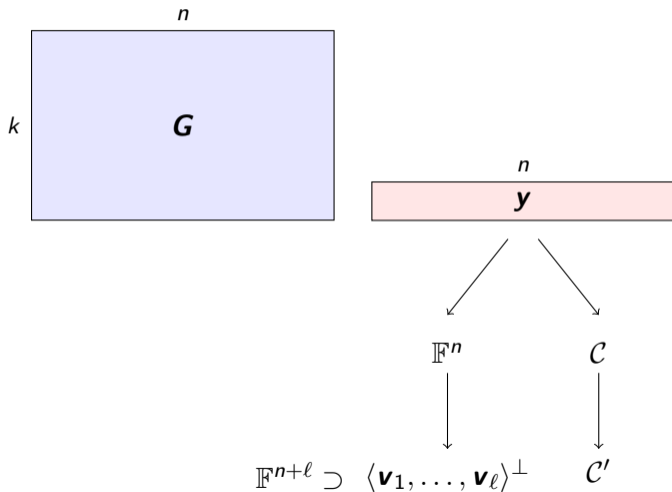 n
k G
n
y
𝔽ⁿ 𝒞
𝔽ⁿ⁺ℓ ⊃ ⟨v₁, . . . , vℓ⟩⊥ 𝒞′